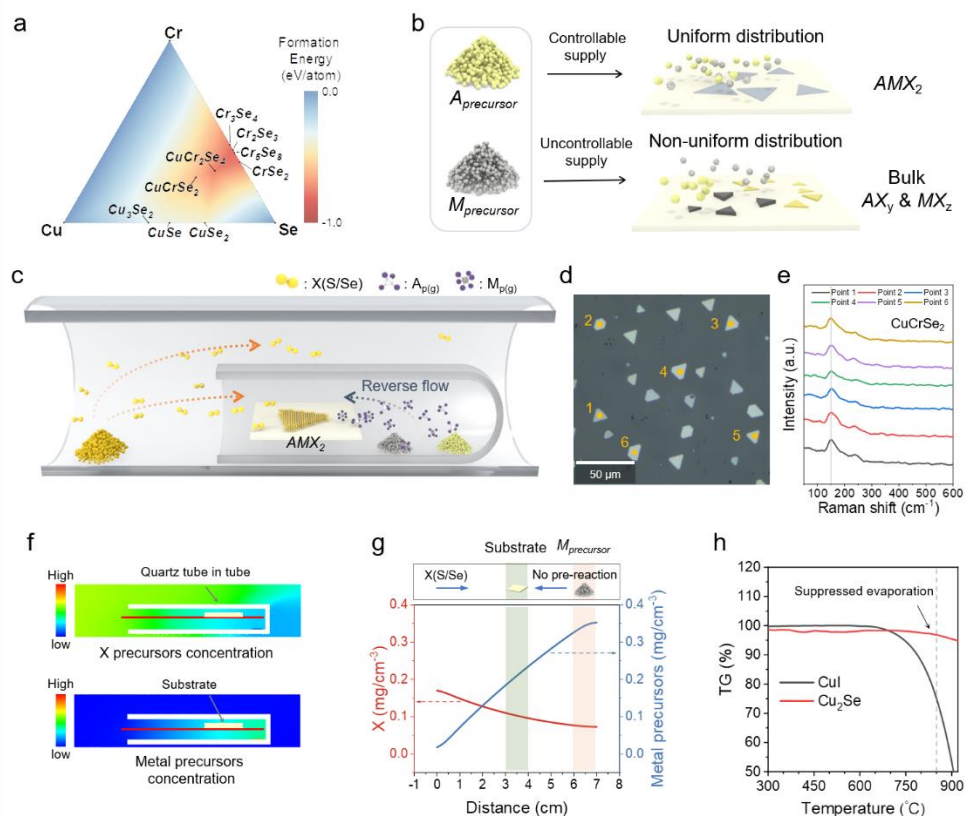 a
Cr
Formation
Energy
(eV/atom)
0.0
-1.0
Cr3Se4
Cr2Se3
Cr5Se8
CrSe2
CuCr2Se4
CuCrSe2
Cu3Se2
CuSe
CuSe2
Cu
Se
b
Aprecursor
Mprecursor
Controllable
supply
Uncontrollable
supply
Uniform distribution
AMX2
Non-uniform distribution
Bulk
AXy & MXz
c
: X(S/Se)
: Ap(g)
: Mp(g)
Reverse flow
AMX2
d
2
3
4
1
5
6
50 μm
e
Point 1
Point 2
Point 3
Point 4
Point 5
Point 6
CuCrSe2
Intensity (a.u.)
150
300
450
600
Raman shift (cm-1)
f
High
low
Quartz tube in tube
X precursors concentration
High
low
Substrate
Metal precursors
concentration
g
Substrate Mprecursor
X(S/Se)
No pre-reaction
X (mg/cm-3)
0.4
0.3
0.2
0.1
0.0
0.4
0.3
0.2
0.1
0.0
Metal precursors (mg/cm-3)
-1 0 1 2 3 4 5 6 7 8
Distance (cm)
h
TG (%)
120
110
100
90
80
70
60
50
Suppressed evaporation
CuI
Cu2Se
300 450 600 750 900
Temperature (°C)